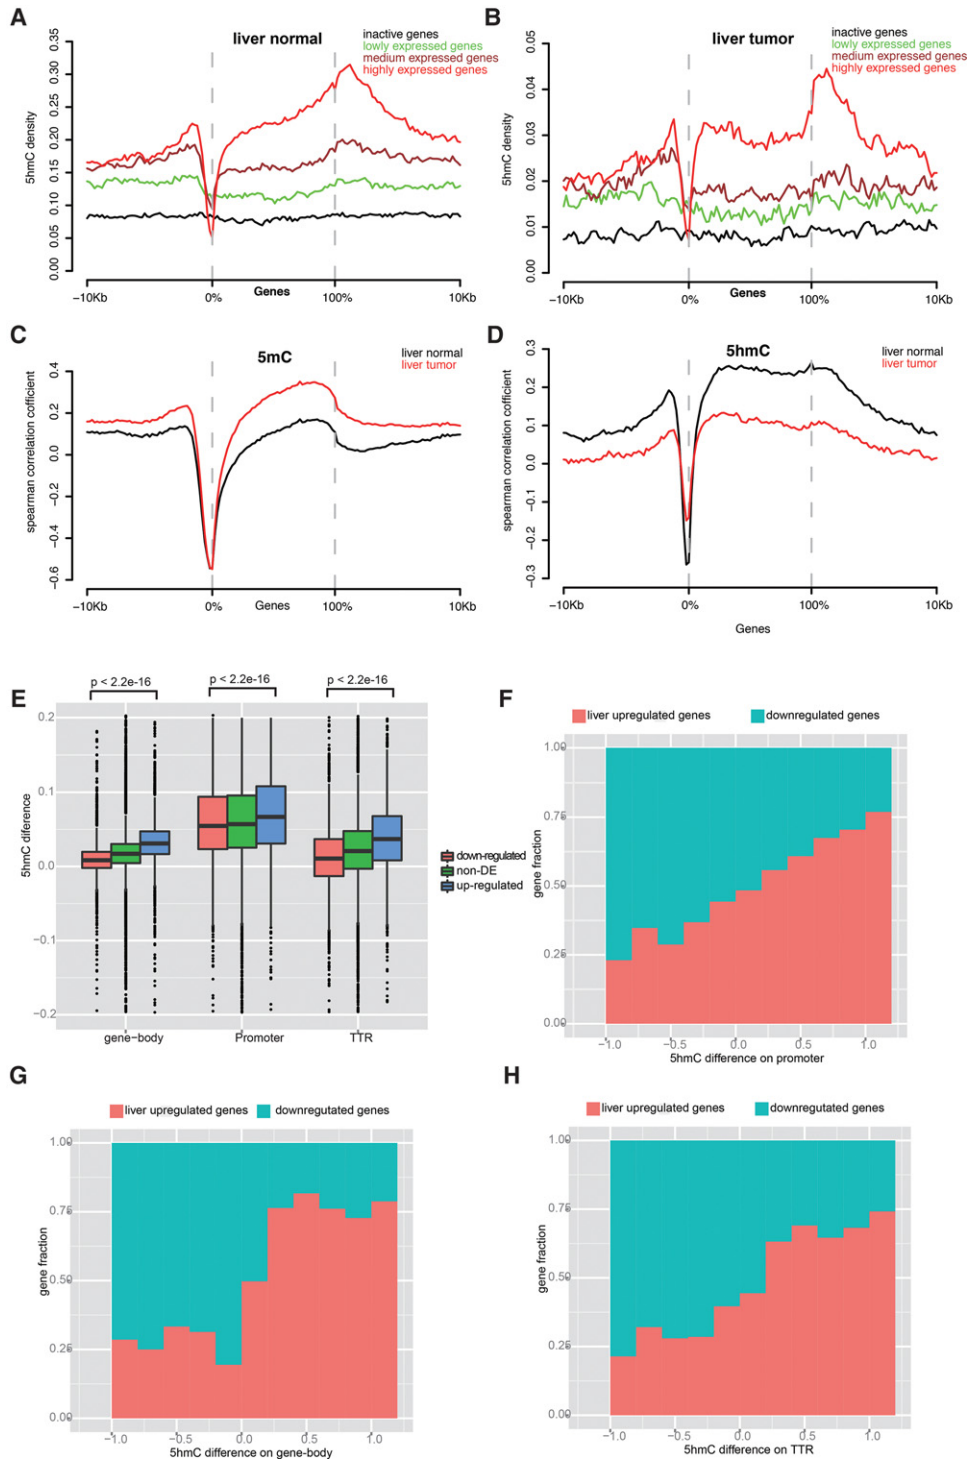 A
liver normal
inactive genes
lowly expressed genes
medium expressed genes
highly expressed genes
5hmC density
0.35
0.30
0.25
0.20
0.15
0.10
0.05
0.00
−10Kb
0%
Genes
100%
10Kb
B
liver tumor
inactive genes
lowly expressed genes
medium expressed genes
highly expressed genes
5hmC density
0.05
0.04
0.03
0.02
0.01
0.00
−10Kb
0%
Genes
100%
10Kb
C
5mC
liver normal
liver tumor
spearman correlation cofficient
0.4
0.2
0.0
−0.2
−0.4
−0.6
−10Kb
0%
Genes
100%
10Kb
D
5hmC
liver normal
liver tumor
spearman correlation coefficient
0.3
0.2
0.1
0.0
−0.1
−0.2
−0.3
−10Kb
0%
100%
10Kb
Genes
E
p < 2.2e-16
p < 2.2e-16
p < 2.2e-16
5hmC difference
0.2
0.1
0.0
−0.1
−0.2
gene-body
Promoter
TTR
down-regulated
non-DE
up-regulated
F
liver upregulated genes
downregulated genes
gene fraction
1.00
0.75
0.50
0.25
0.00
−1.0
−0.5
0.0
0.5
1.0
5hmC difference on promoter
G
liver upregulated genes
downregutated genes
gene fraction
1.00
0.75
0.50
0.25
0.00
−1.0
−0.5
0.0
0.5
1.0
5hmC difference on gene-body
H
liver upregulated genes
downregutated genes
gene fraction
1.00
0.75
0.50
0.25
0.00
−1.0
−0.5
0.0
0.5
1.0
5hmC difference on TTR